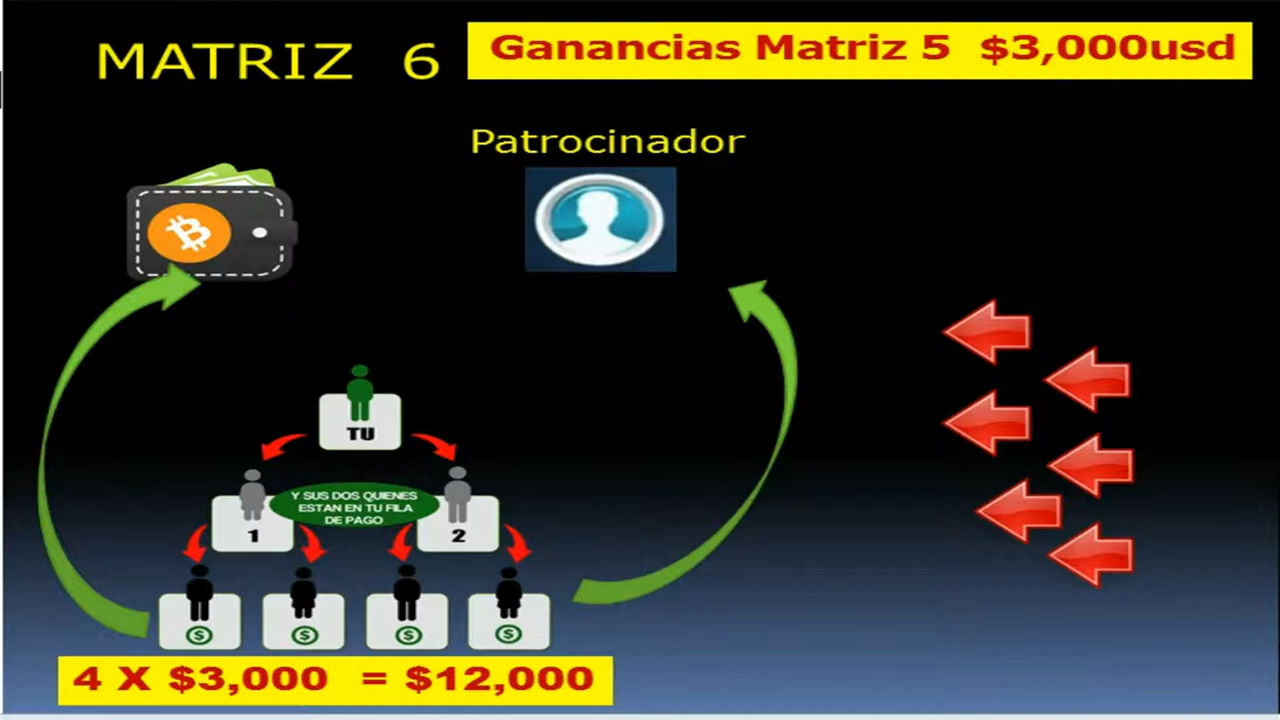 MATRIZ 6
Ganancias Matriz 5 $3,000usd
Patrocinador
TU
Y SUS DOS QUIENES
ESTAN EN TU FILA
DE PAGO
1
2
4 X $3,000 = $12,000